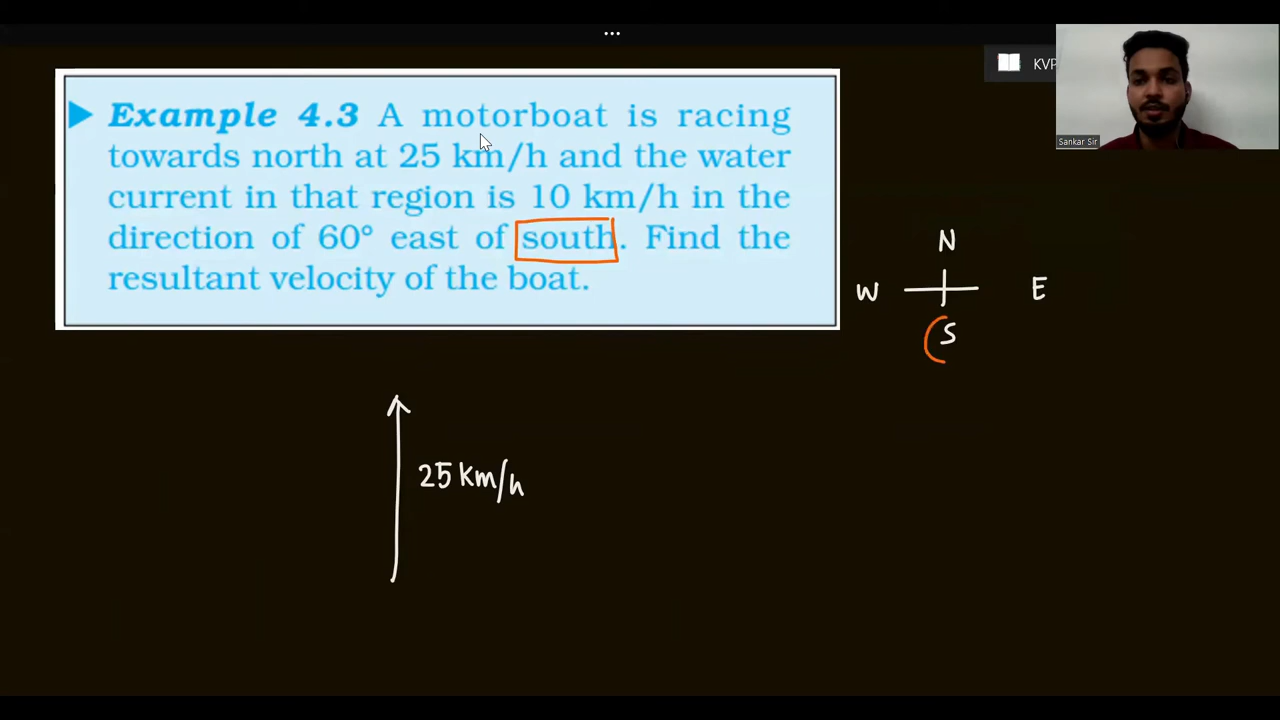 ...
KVP
Example 4.3 A motorboat is racing
towards north at 25 km/h and the water
current in that region is 10 km/h in the
direction of 60° east of south. Find the
resultant velocity of the boat.
Sankar Sir
N
W E
S
25 km/h